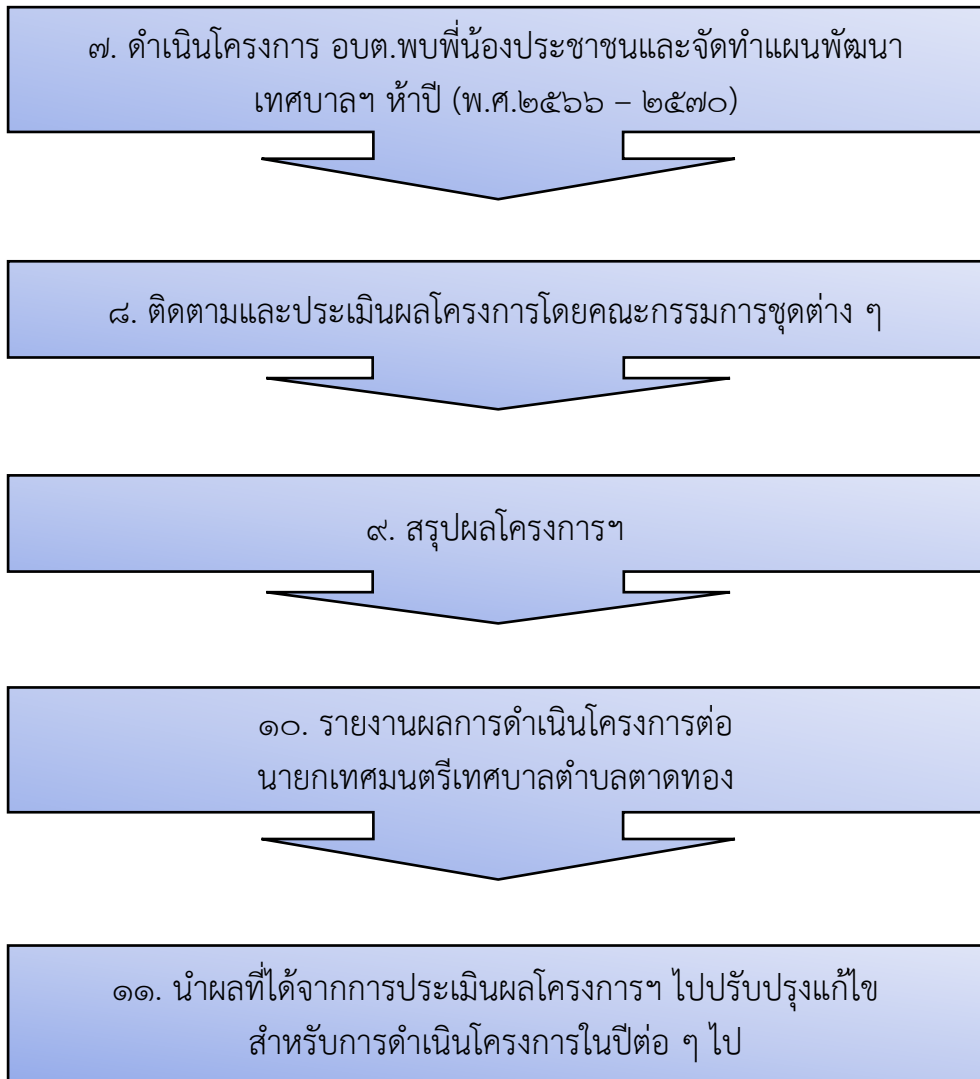 ๗. ดำเนินโครงการ อบต.พบพี่น้องประชาชนและจัดทำแผนพัฒนา
เทศบาลฯ ห้าปี (พ.ศ.๒๕๖๖ – ๒๕๗๐)
๘. ติดตามและประเมินผลโครงการโดยคณะกรรมการชุดต่าง ๆ
๙. สรุปผลโครงการฯ
๑๐. รายงานผลการดำเนินโครงการต่อ
นายกเทศมนตรีเทศบาลตำบลตาดทอง
๑๑. นำผลที่ได้จากการประเมินผลโครงการฯ ไปปรับปรุงแก้ไข
สำหรับการดำเนินโครงการในปีต่อ ๆ ไป